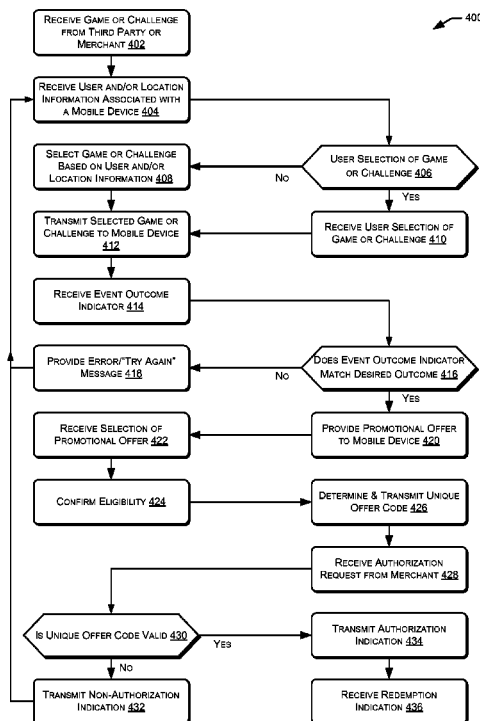 400
RECEIVE GAME OR CHALLENGE
FROM THIRD PARTY OR
MERCHANT 402
RECEIVE USER AND/OR LOCATION
INFORMATION ASSOCIATED WITH
A MOBILE DEVICE 404
USER SELECTION OF GAME
OR CHALLENGE 406
NO
YES
SELECT GAME OR CHALLENGE
BASED ON USER AND/OR
LOCATION INFORMATION 408
RECEIVE USER SELECTION OF
GAME OR CHALLENGE 410
TRANSMIT SELECTED GAME OR
CHALLENGE TO MOBILE DEVICE
412
RECEIVE EVENT OUTCOME
INDICATOR 414
DOES EVENT OUTCOME INDICATOR
MATCH DESIRED OUTCOME 416
NO
YES
PROVIDE ERROR/"TRY AGAIN"
MESSAGE 418
PROVIDE PROMOTIONAL OFFER
TO MOBILE DEVICE 420
RECEIVE SELECTION OF
PROMOTIONAL OFFER
422
CONFIRM ELIGIBILITY 424
DETERMINE & TRANSMIT UNIQUE
OFFER CODE 426
RECEIVE AUTHORIZATION
REQUEST FROM MERCHANT 428
IS UNIQUE OFFER CODE VALID 430
YES
NO
TRANSMIT AUTHORIZATION
INDICATION 434
TRANSMIT NON-AUTHORIZATION
INDICATION 432
RECEIVE REDEMPTION
INDICATION 436